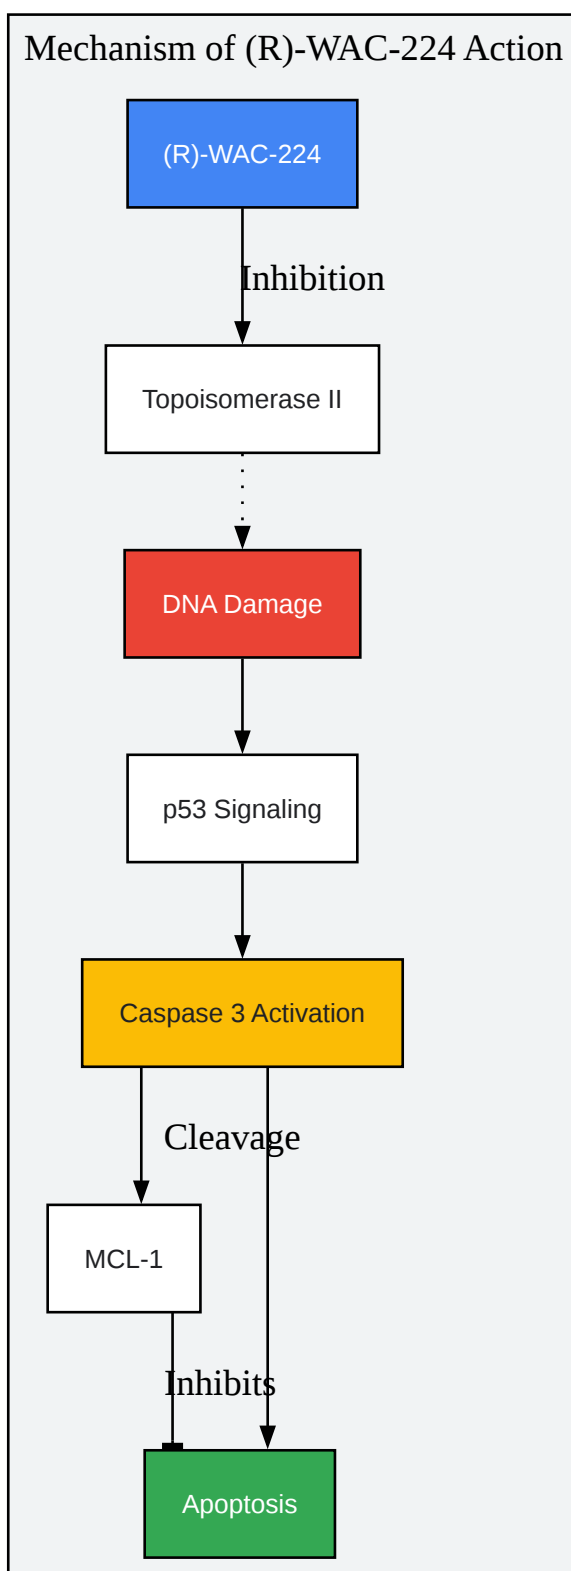 Mechanism of (R)-WAC-224 Action
(R)-WAC-224
Inhibition
Topoisomerase II
DNA Damage
p53 Signaling
Caspase 3 Activation
Cleavage
MCL-1
Inhibits
Apoptosis